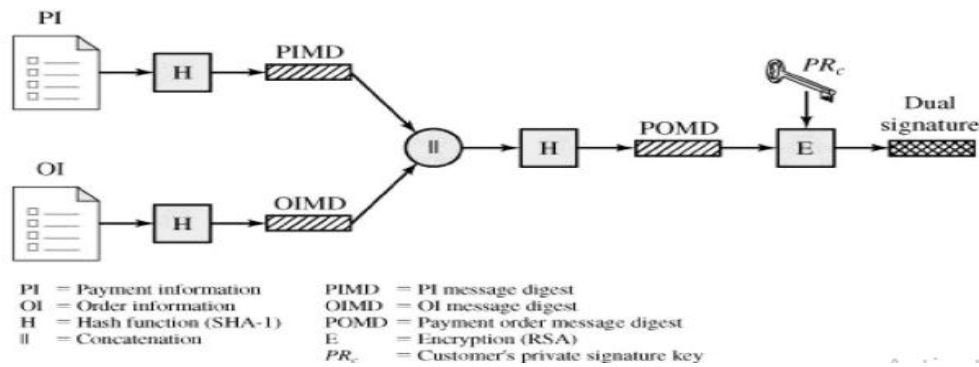 PI
H
PIMD
PRc
Dual
signature
||
H
POMD
E
OI
H
OIMD
PI = Payment information
OI = Order information
H = Hash function (SHA-1)
|| = Concatenation
PIMD = PI message digest
OIMD = OI message digest
POMD = Payment order message digest
E = Encryption (RSA)
PRc = Customer's private signature key